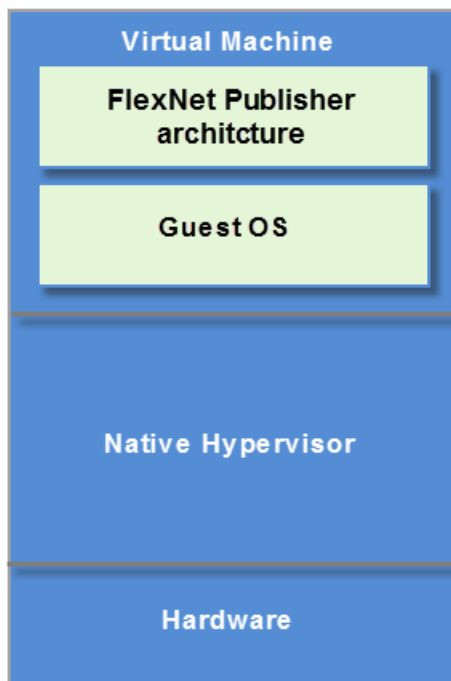 Virtual Machine
FlexNet Publisher
architcture
Guest OS
Native Hypervisor
Hardware